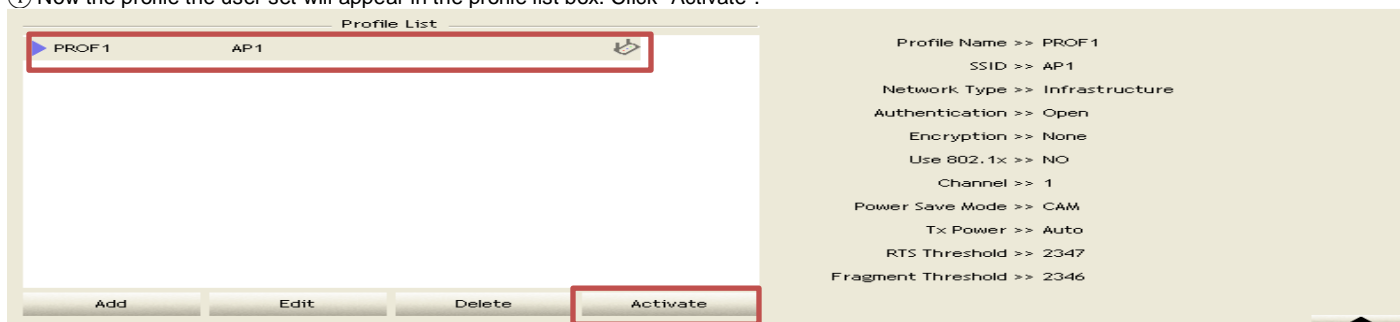 ④ Now the profile the user set will appear in the profile list box. Click "Activate".
Profile List
PROF1 AP1
Profile Name >> PROF1
SSID >> AP1
Network Type >> Infrastructure
Authentication >> Open
Encryption >> None
Use 802.1x >> NO
Channel >> 1
Power Save Mode >> CAM
Tx Power >> Auto
RTS Threshold >> 2347
Fragment Threshold >> 2346
Add Edit Delete Activate